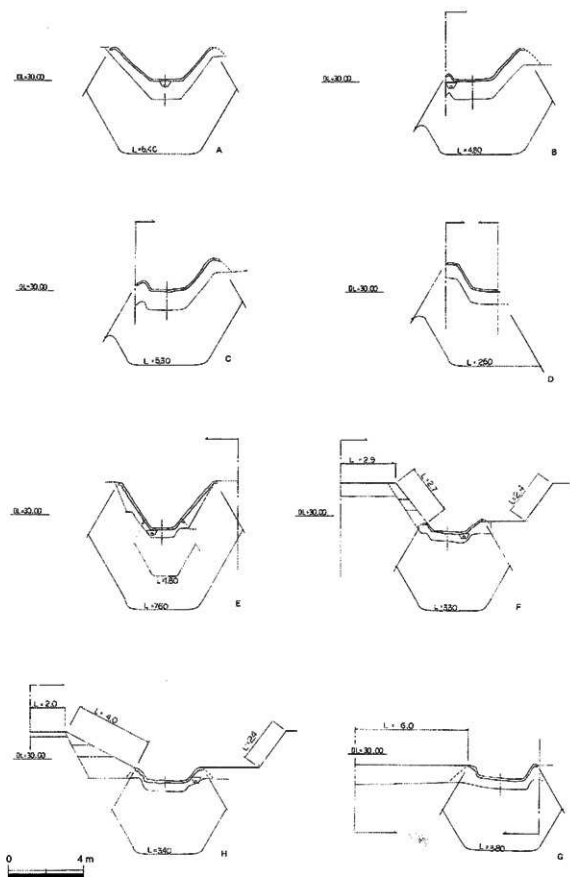 DL=30.00
L=6.40
A
DL=30.00
L=4.80
B
DL=30.00
L=5.30
C
DL=30.00
L=2.60
D
DL=30.00
L=1.80
L=7.60
E
L=2.9
L=2.7
L=2.4
DL=30.00
L=3.30
F
L=2.0
L=4.0
L=2.4
DL=30.00
L=3.40
H
L=6.0
DL=30.00
L=3.80
G
0 4 m